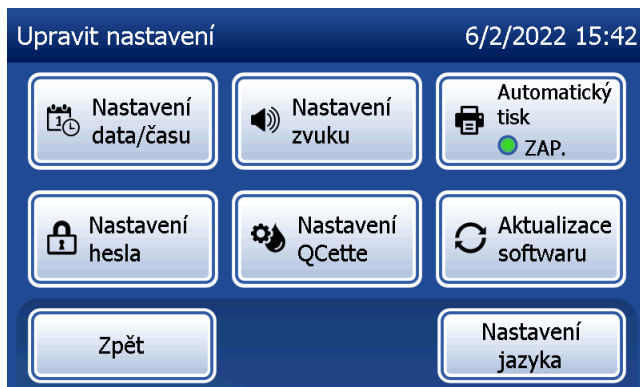 Upravit nastavení
6/2/2022 15:42
Nastavení
data/času
Nastavení
zvuku
Automatický
tisk
ZAP.
Nastavení
hesla
Nastavení
QCette
Aktualizace
softwaru
Zpět
Nastavení
jazyka